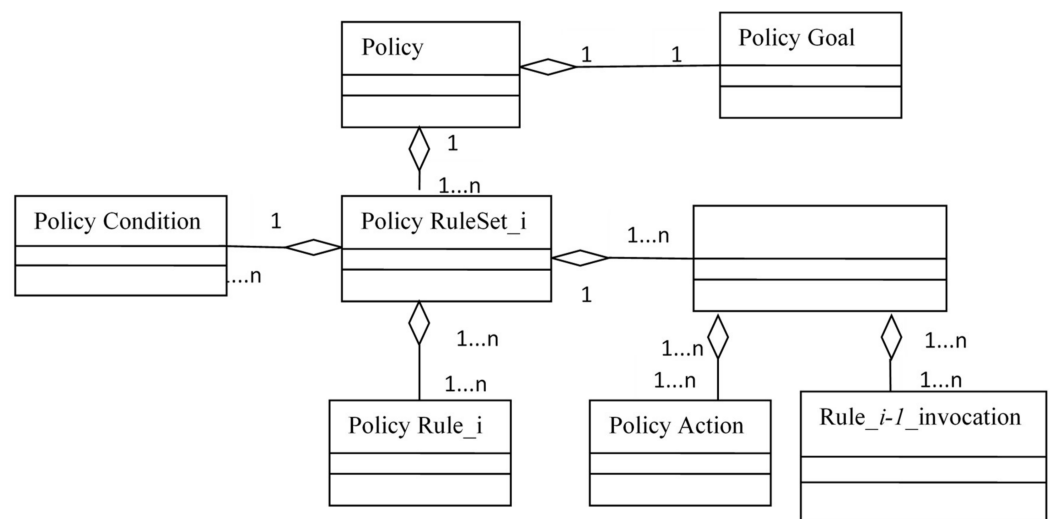 Policy
Policy Goal
1
1
1
1...n
Policy Condition
1
Policy RuleSet_i
1...n
....n
1
1...n
1...n
1...n
1...n
1...n
1...n
Policy Rule_i
Policy Action
Rule_i-1_invocation